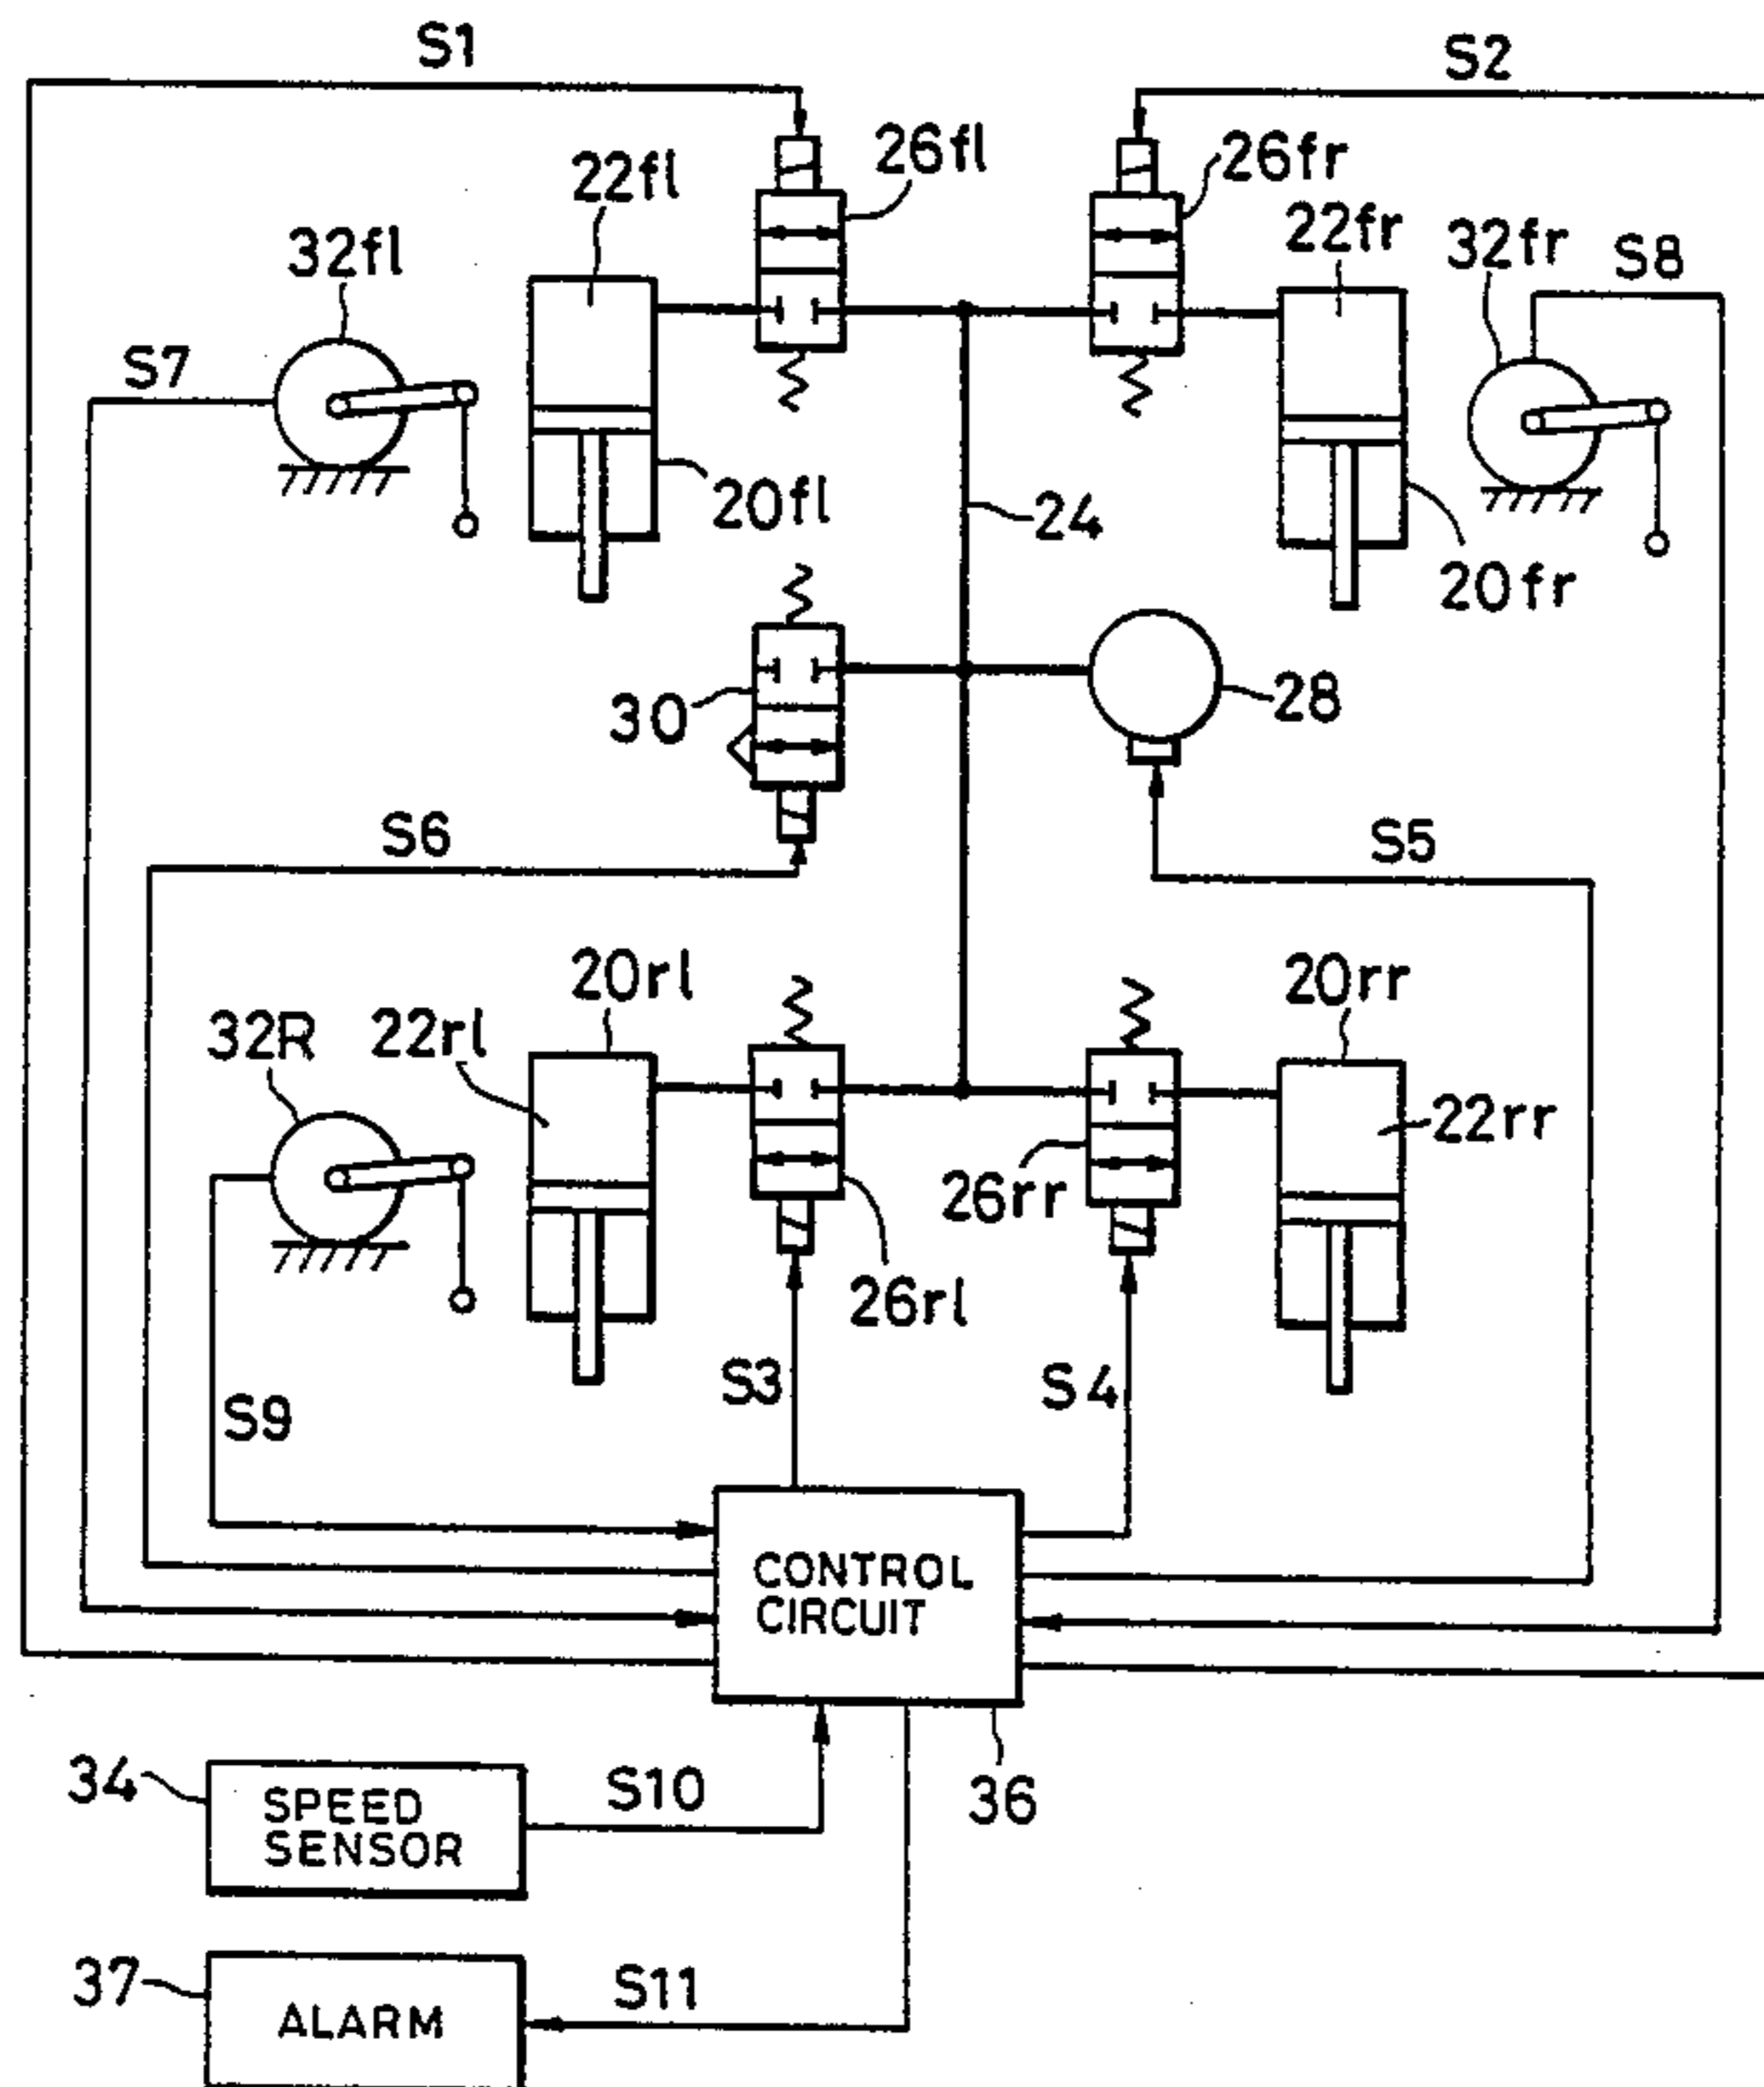 S1
S2
26fl
26fr
22fl
22fr
32fl
32fr
S8
S7
20fl
24
20fr
30
28
S6
S5
20rl
20rr
32R
22rl
22rr
26rr
26rl
S3
S4
S9
CONTROL
CIRCUIT
34
SPEED
SENSOR
S10
36
37
ALARM
S11